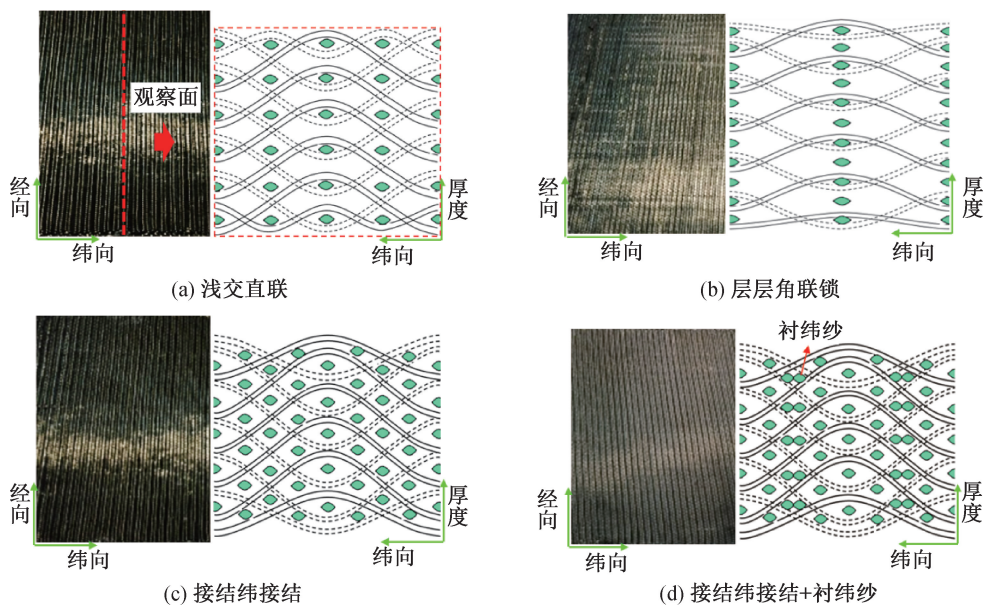 观察面
经向
纬向
厚度
纬向
(a) 浅交直联
经向
纬向
厚度
纬向
(b) 层层角联锁
经向
纬向
厚度
纬向
(c) 接结纬接结
衬纬纱
经向
纬向
厚度
纬向
(d) 接结纬接结+衬纬纱